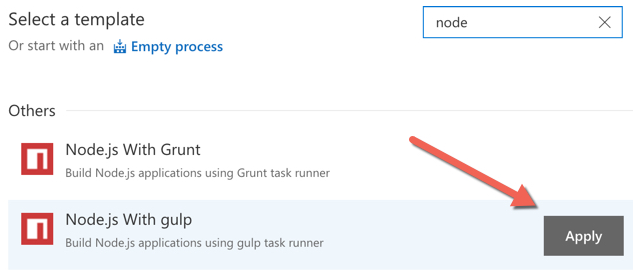 Select a template
node
Or start with an Empty process
Others
Node.js With Grunt
Build Node.js applications using Grunt task runner
Node.js With gulp
Build Node.js applications using gulp task runner
Apply